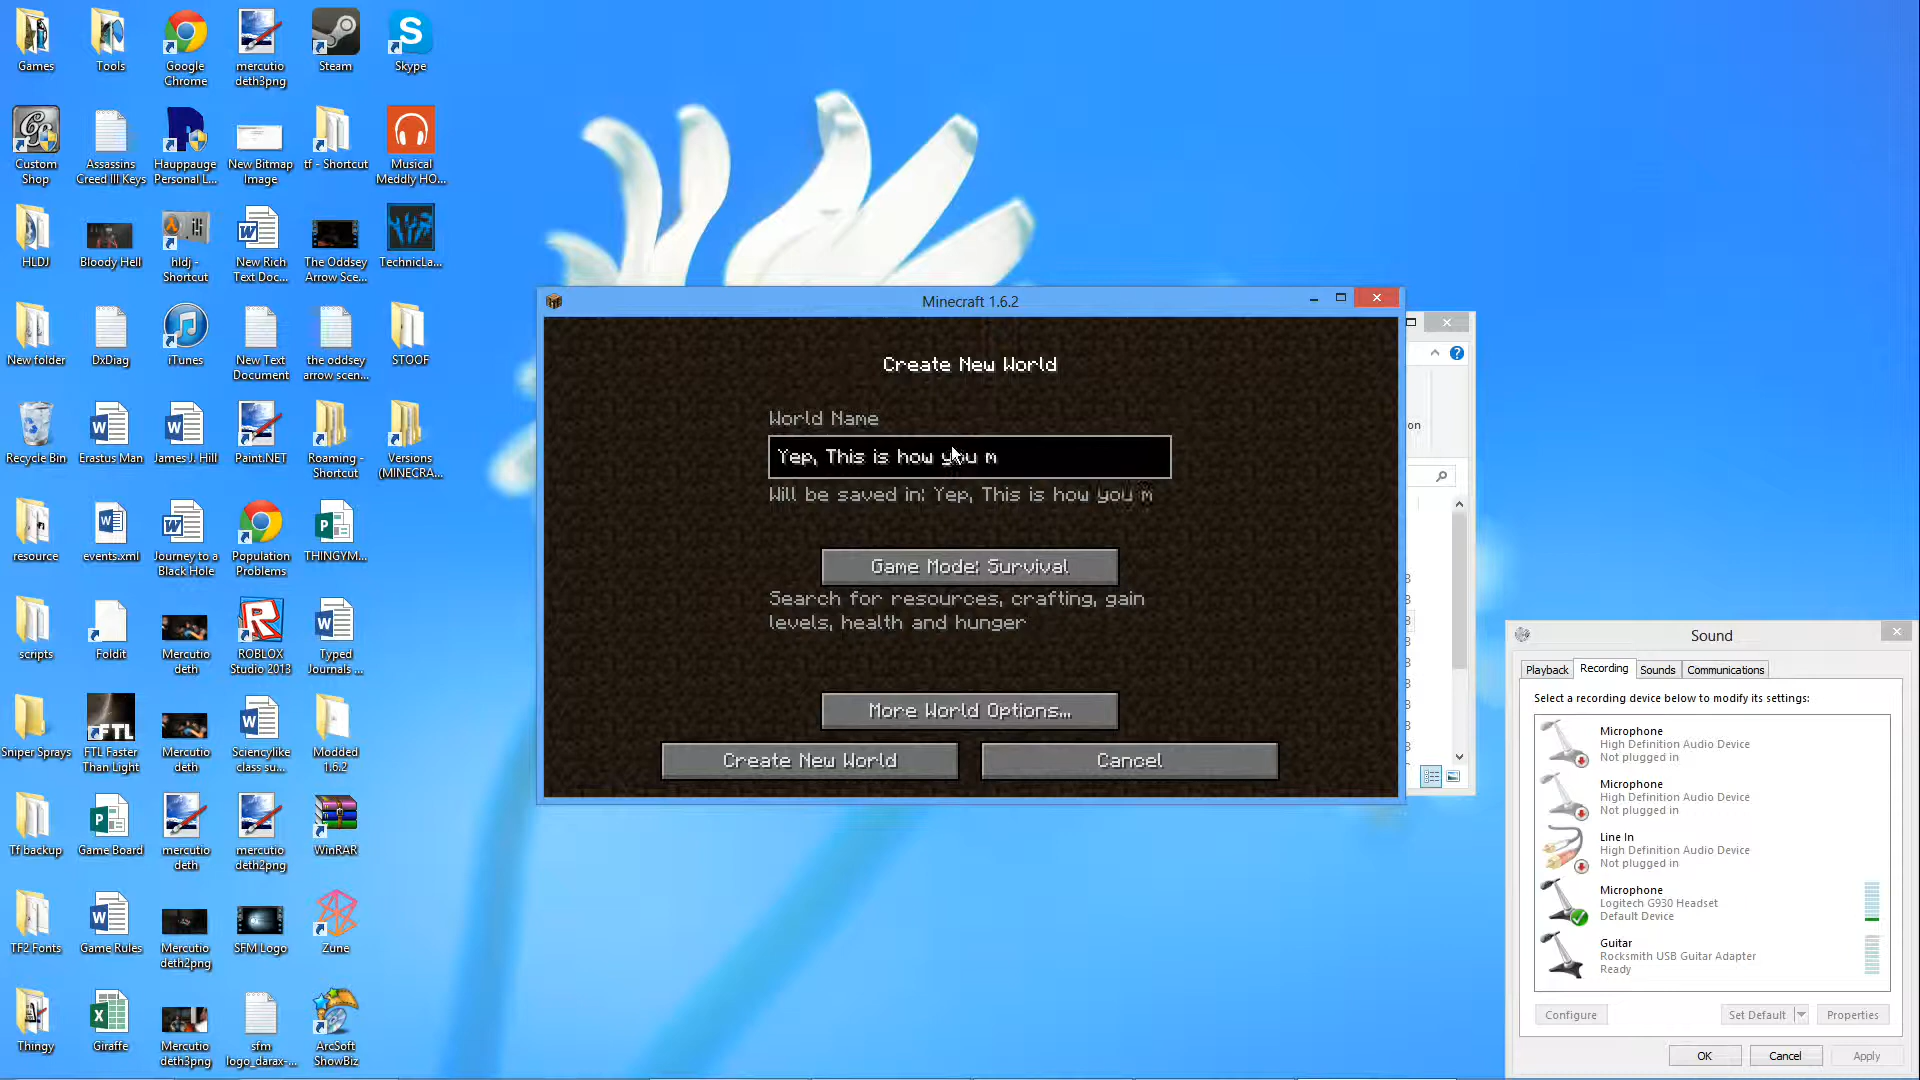 Games
Tools
Google
Chrome
mercutio
deth3png
Steam
Skype
Custom
Shop
Assassins
Creed III Keys
Hauppauge
Personal L...
New Bitmap
Image
tf - Shortcut
Musical
Meddly HO...
HLDJ
Bloody Hell
hldj -
Shortcut
New Rich
Text Doc...
The Oddsey
Arrow Sce...
TechnicLa...
New folder
DxDiag
iTunes
New Text
Document
the oddsey
arrow scen...
STOOF
Recycle Bin
Erastus Man
James J. Hill
Paint.NET
Roaming -
Shortcut
Versions
(MINECRA...
resource
events.xml
Journey to a
Black Hole
Population
Problems
THINGYM...
scripts
Foldit
Mercutio
deth
ROBLOX
Studio 2013
Typed
Journals ...
Sniper Sprays
FTL
FTL Faster
Than Light
Mercutio
deth
Sciencylike
class su...
Modded
1.6.2
Tf backup
Game Board
mercutio
deth
mercutio
deth2png
WinRAR
TF2 Fonts
Game Rules
Mercutio
deth2png
SFM Logo
Zune
Thingy
Giraffe
Mercutio
deth3png
sfm
logo_darax-...
ArcSoft
ShowBiz
Minecraft 1.6.2
Create New World
World Name
Yep, This is how you m
Will be saved in: Yep, This is how you m
Game Mode: Survival
Search for resources, crafting, gain
levels, health and hunger
More World Options...
Create New World
Cancel
on
Sound
Playback
Recording
Sounds
Communications
Select a recording device below to modify its settings:
Microphone
High Definition Audio Device
Not plugged in
Microphone
High Definition Audio Device
Not plugged in
Line In
High Definition Audio Device
Not plugged in
Microphone
Logitech G930 Headset
Default Device
Guitar
Rocksmith USB Guitar Adapter
Ready
Configure
Set Default
Properties
OK
Cancel
Apply